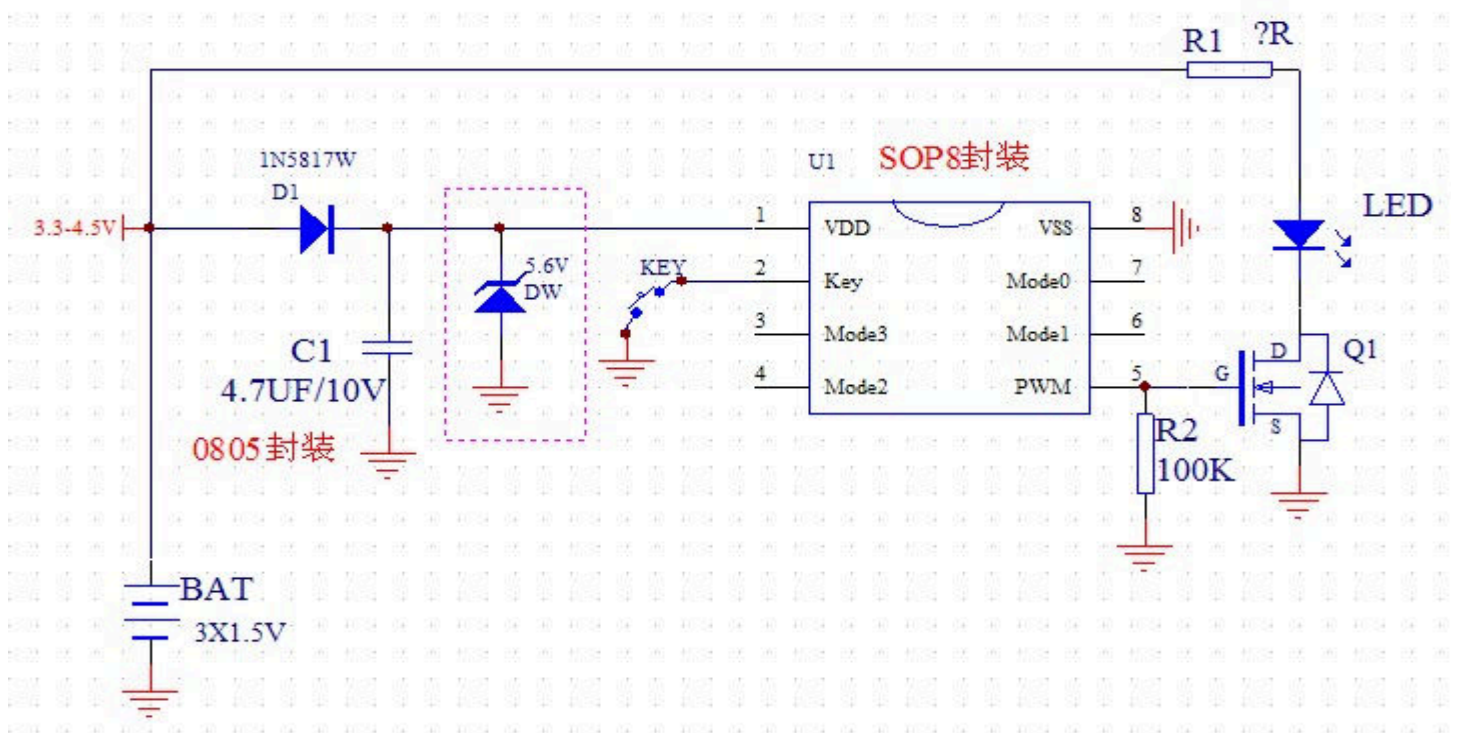 R1 ?R
1N5817W
D1
U1 SOP8封装
LED
3.3-4.5V
1 VDD VSS 8
5.6V
DW
KEY
2 Key Mode0 7
3 Mode3 Mode1 6
4 Mode2 PWM 5
C1
4.7UF/10V
0805封装
G D S Q1
R2
100K
BAT
3X1.5V